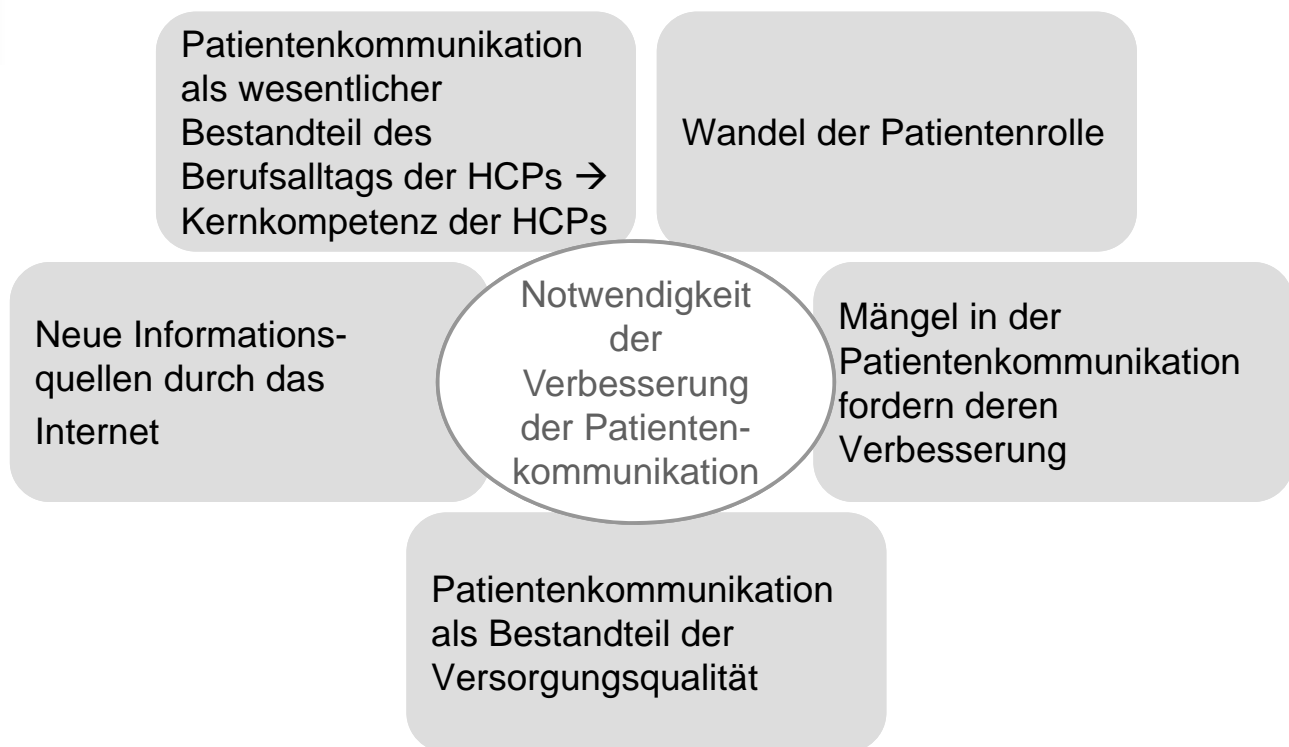 Patientenkommunikation
als wesentlicher
Bestandteil des
Berufsalltags der HCPs →
Kernkompetenz der HCPs
Wandel der Patientenrolle
Neue Informations-
quellen durch das
Internet
Notwendigkeit
der
Verbesserung
der Patienten-
kommunikation
Mängel in der
Patientenkommunikation
fordern deren
Verbesserung
Patientenkommunikation
als Bestandteil der
Versorgungsqualität